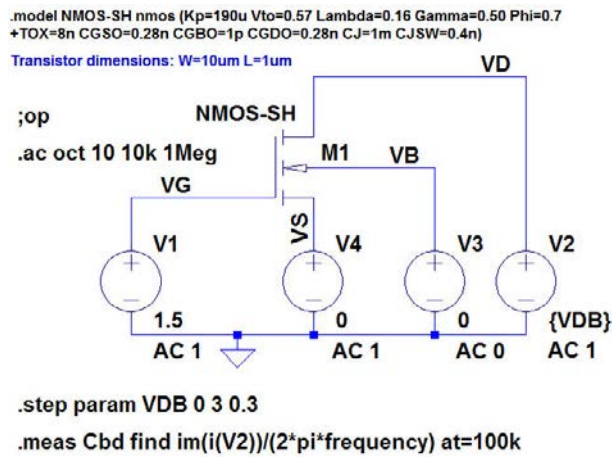 .model NMOS-SH nmos (Kp=190u Vto=0.57 Lambda=0.16 Gamma=0.50 Phi=0.7
+TOX=8n CGSO=0.28n CGBO=1p CGDO=0.28n CJ=1m CJSW=0.4n)
Transistor dimensions: W=10um L=1um
VD
;op
NMOS-SH
.ac oct 10 10k 1Meg
M1
VB
VG
VS
V1
V4
V3
V2
1.5
0
0
{VDB}
AC 1
AC 1
AC 0
AC 1
.step param VDB 0 3 0.3
.meas Cbd find im(i(V2))/(2*pi*frequency) at=100k